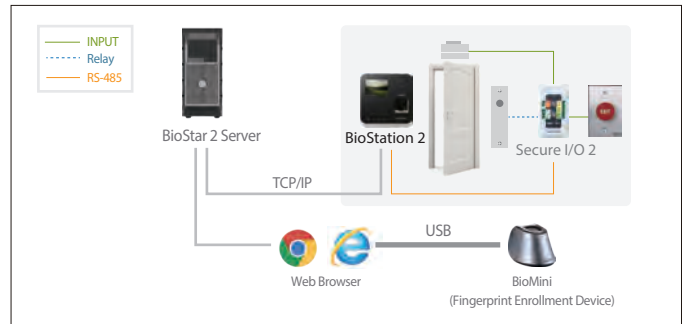 INPUT
Relay
RS-485
BioStar 2 Server
BioStation 2
EXIT
Secure I/O 2
TCP/IP
USB
Web Browser
BioMini
(Fingerprint Enrollment Device)